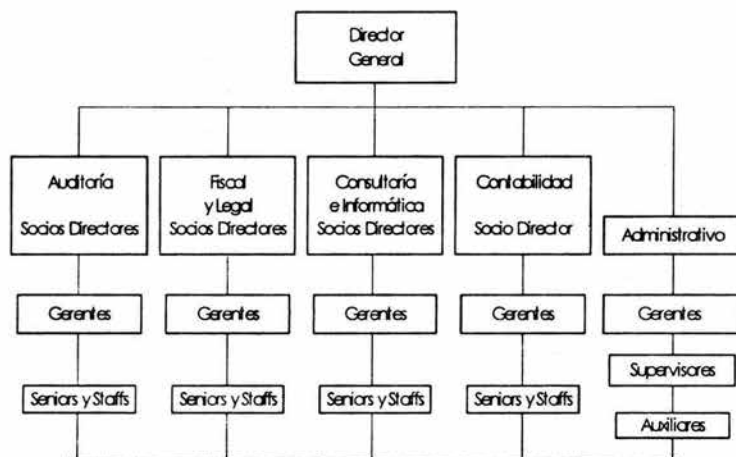 Director
General
Auditoría
Socios Directores
Fiscal
y Legal
Socios Directores
Consultaría
e Informática
Socios Directores
Contabilidad
Socio Director
Administrativo
Gerentes
Gerentes
Gerentes
Gerentes
Gerentes
Supervisores
Seniors y Staffs
Seniors y Staffs
Seniors y Staffs
Seniors y Staffs
Auxiliares